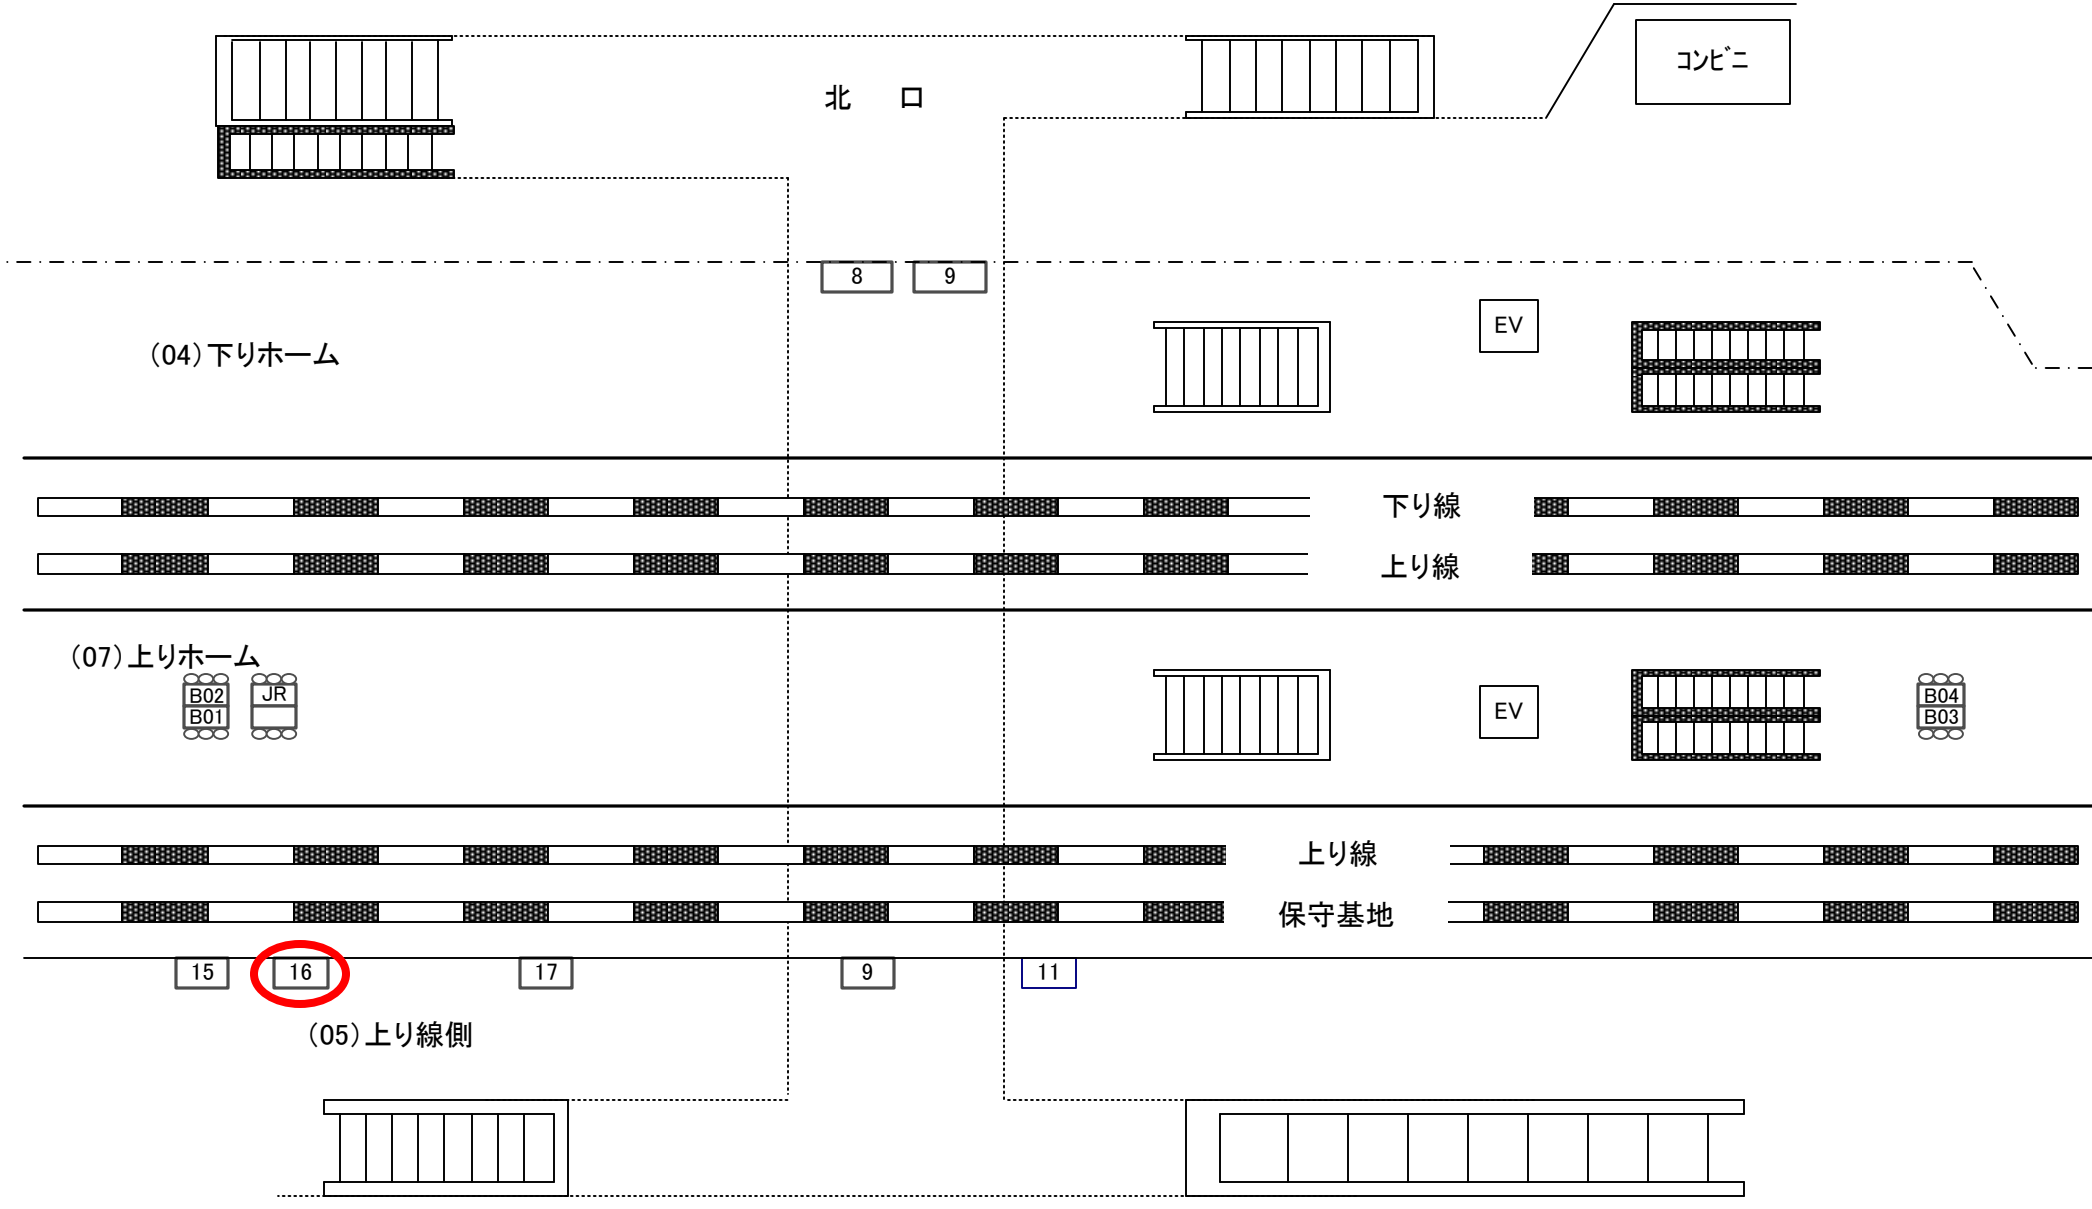 コンビニ
北 口
8 9
EV
(04)下りホーム
下り線
上り線
(07)上りホーム
B02 JR
B01
EV
B04
B03
上り線
保守基地
15 16 17 9 11
(05)上り線側